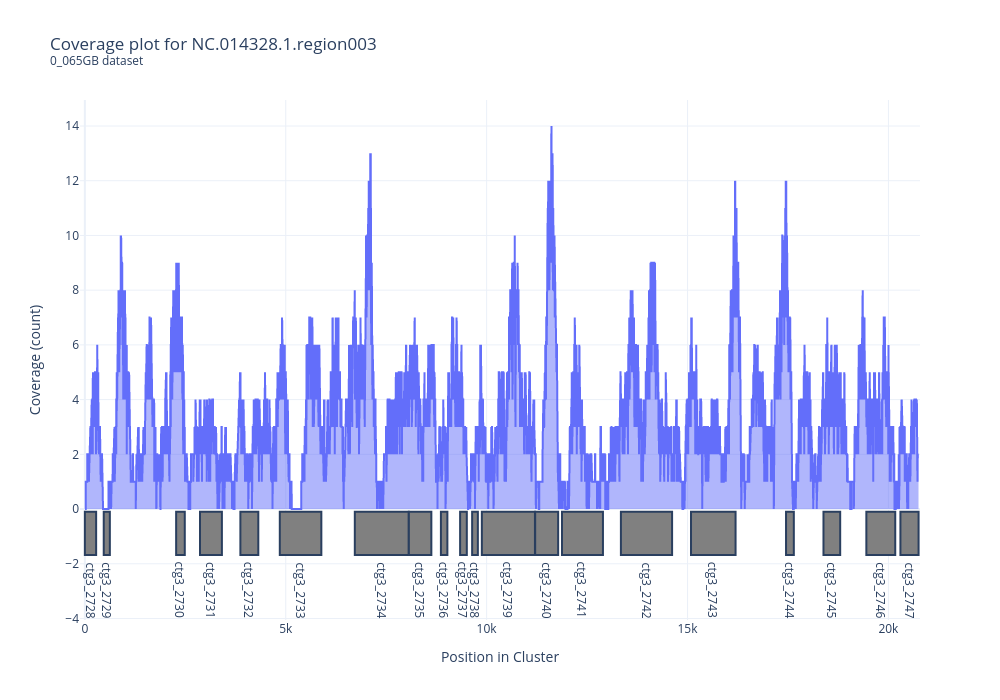 Coverage plot for NC.014328.1.region003
0_065GB dataset
14
12
10
8
6
4
2
0
−2
−4
Coverage (count)
ctg3_2728
ctg3_2729
ctg3_2730
ctg3_2731
ctg3_2732
ctg3_2733
ctg3_2734
ctg3_2735
ctg3_2736
ctg3_2737
ctg3_2738
ctg3_2739
ctg3_2740
ctg3_2741
ctg3_2742
ctg3_2743
ctg3_2744
ctg3_2745
ctg3_2746
ctg3_2747
0
5k
10k
15k
20k
Position in Cluster